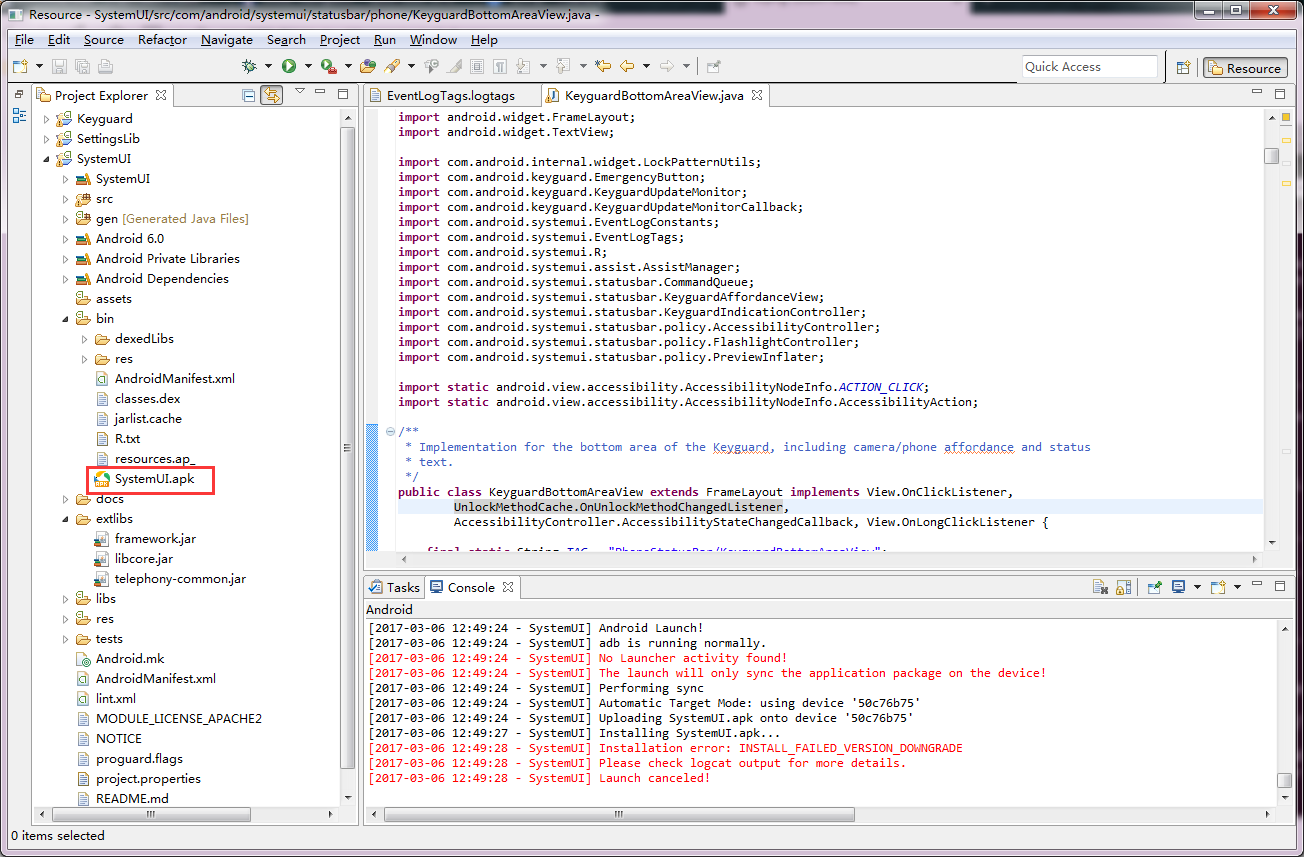 Resource - SystemUI/src/com/android/systemui/statusbar/phone/KeyguardBottomAreaView.java -
File Edit Source Refactor Navigate Search Project Run Window Help
Quick Access
Resource
Project Explorer
Keyguard
SettingsLib
SystemUI
SystemUI
src
gen [Generated Java Files]
Android 6.0
Android Private Libraries
Android Dependencies
assets
bin
dexedLibs
res
AndroidManifest.xml
classes.dex
jarlist.cache
R.txt
resources.ap_
SystemUI.apk
docs
extlibs
framework.jar
libcore.jar
telephony-common.jar
libs
res
tests
Android.mk
AndroidManifest.xml
lint.xml
MODULE_LICENSE_APACHE2
NOTICE
proguard.flags
project.properties
README.md
EventLogTags.logtags
KeyguardBottomAreaView.java
import android.widget.FrameLayout;
import android.widget.TextView;
import com.android.internal.widget.LockPatternUtils;
import com.android.keyguard.EmergencyButton;
import com.android.keyguard.KeyguardUpdateMonitor;
import com.android.keyguard.KeyguardUpdateMonitorCallback;
import com.android.systemui.EventLogConstants;
import com.android.systemui.EventLogTags;
import com.android.systemui.R;
import com.android.systemui.assist.AssistManager;
import com.android.systemui.statusbar.CommandQueue;
import com.android.systemui.statusbar.KeyguardAffordanceView;
import com.android.systemui.statusbar.KeyguardIndicationController;
import com.android.systemui.statusbar.policy.AccessibilityController;
import com.android.systemui.statusbar.policy.FlashlightController;
import com.android.systemui.statusbar.policy.PreviewInflater;
import static android.view.accessibility.AccessibilityNodeInfo.ACTION_CLICK;
import static android.view.accessibility.AccessibilityNodeInfo.AccessibilityAction;
/**
* Implementation for the bottom area of the Keyguard, including camera/phone affordance and status
* text.
*/
public class KeyguardBottomAreaView extends FrameLayout implements View.OnClickListener,
UnlockMethodCache.OnUnlockMethodChangedListener,
AccessibilityController.AccessibilityStateChangedCallback, View.OnLongClickListener {
final static String TAG = "PhoneStatusBar/KeyguardBottomAreaView";
Tasks
Console
Android
[2017-03-06 12:49:24 - SystemUI] Android Launch!
[2017-03-06 12:49:24 - SystemUI] adb is running normally.
[2017-03-06 12:49:24 - SystemUI] No Launcher activity found!
[2017-03-06 12:49:24 - SystemUI] The launch will only sync the application package on the device!
[2017-03-06 12:49:24 - SystemUI] Performing sync
[2017-03-06 12:49:24 - SystemUI] Automatic Target Mode: using device '50c76b75'
[2017-03-06 12:49:24 - SystemUI] Uploading SystemUI.apk onto device '50c76b75'
[2017-03-06 12:49:27 - SystemUI] Installing SystemUI.apk...
[2017-03-06 12:49:28 - SystemUI] Installation error: INSTALL_FAILED_VERSION_DOWNGRADE
[2017-03-06 12:49:28 - SystemUI] Please check logcat output for more details.
[2017-03-06 12:49:28 - SystemUI] Launch canceled!
0 items selected